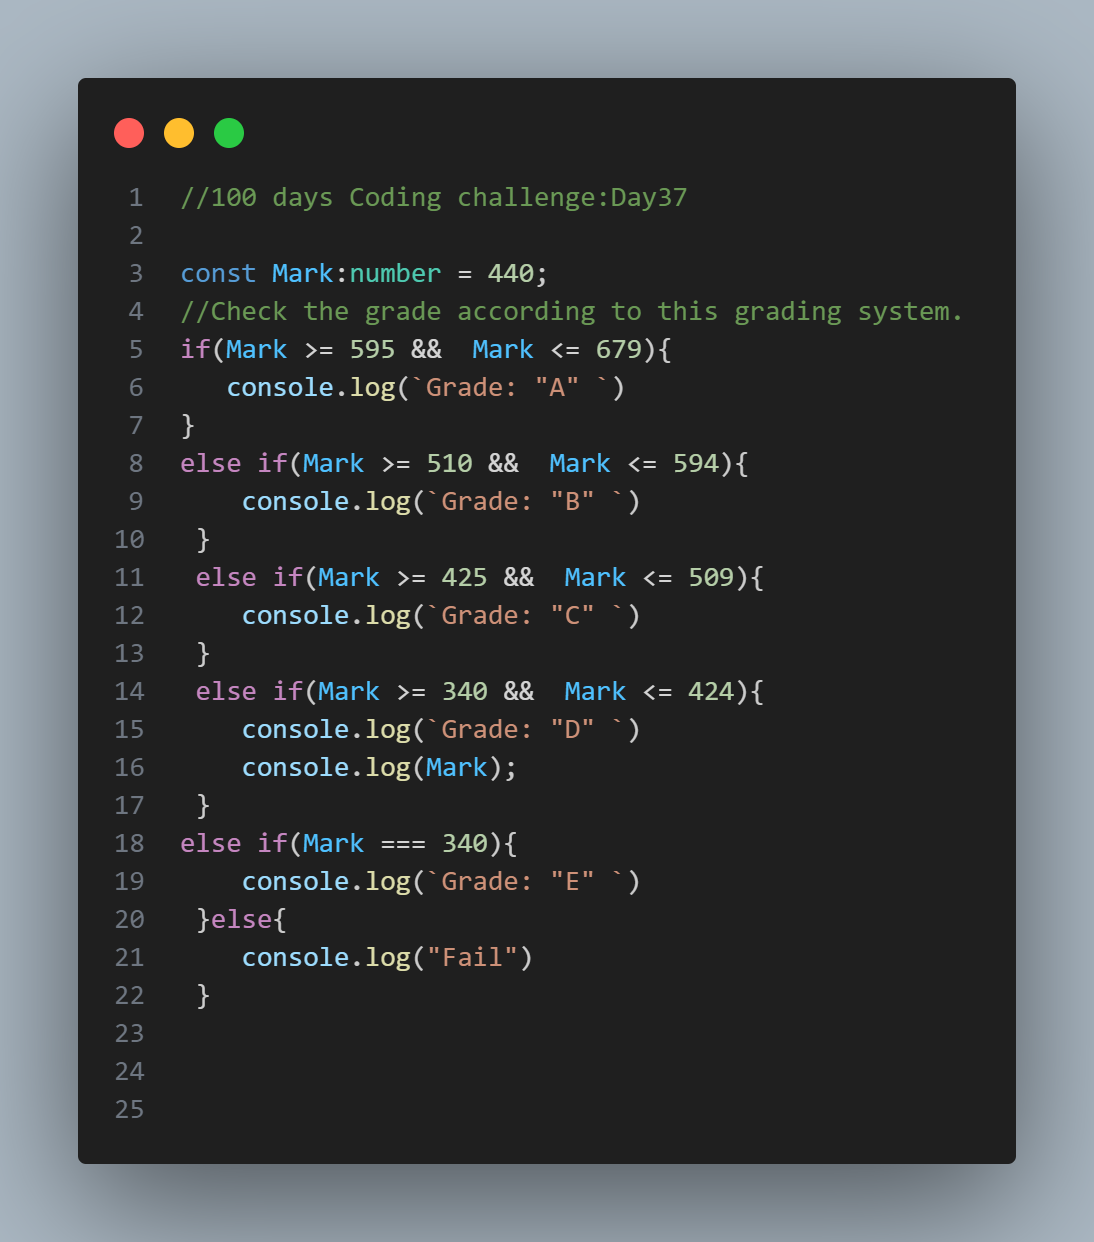 1 //100 days Coding challenge:Day37
2
3 const Mark:number = 440;
4 //Check the grade according to this grading system.
5 if(Mark >= 595 &&  Mark <= 679){
6    console.log(`Grade: "A" `)
7 }
8 else if(Mark >= 510 &&  Mark <= 594){
9     console.log(`Grade: "B" `)
10  }
11  else if(Mark >= 425 &&  Mark <= 509){
12     console.log(`Grade: "C" `)
13  }
14  else if(Mark >= 340 &&  Mark <= 424){
15     console.log(`Grade: "D" `)
16     console.log(Mark);
17  }
18 else if(Mark === 340){
19     console.log(`Grade: "E" `)
20  }else{
21     console.log("Fail")
22  }
23
24
25